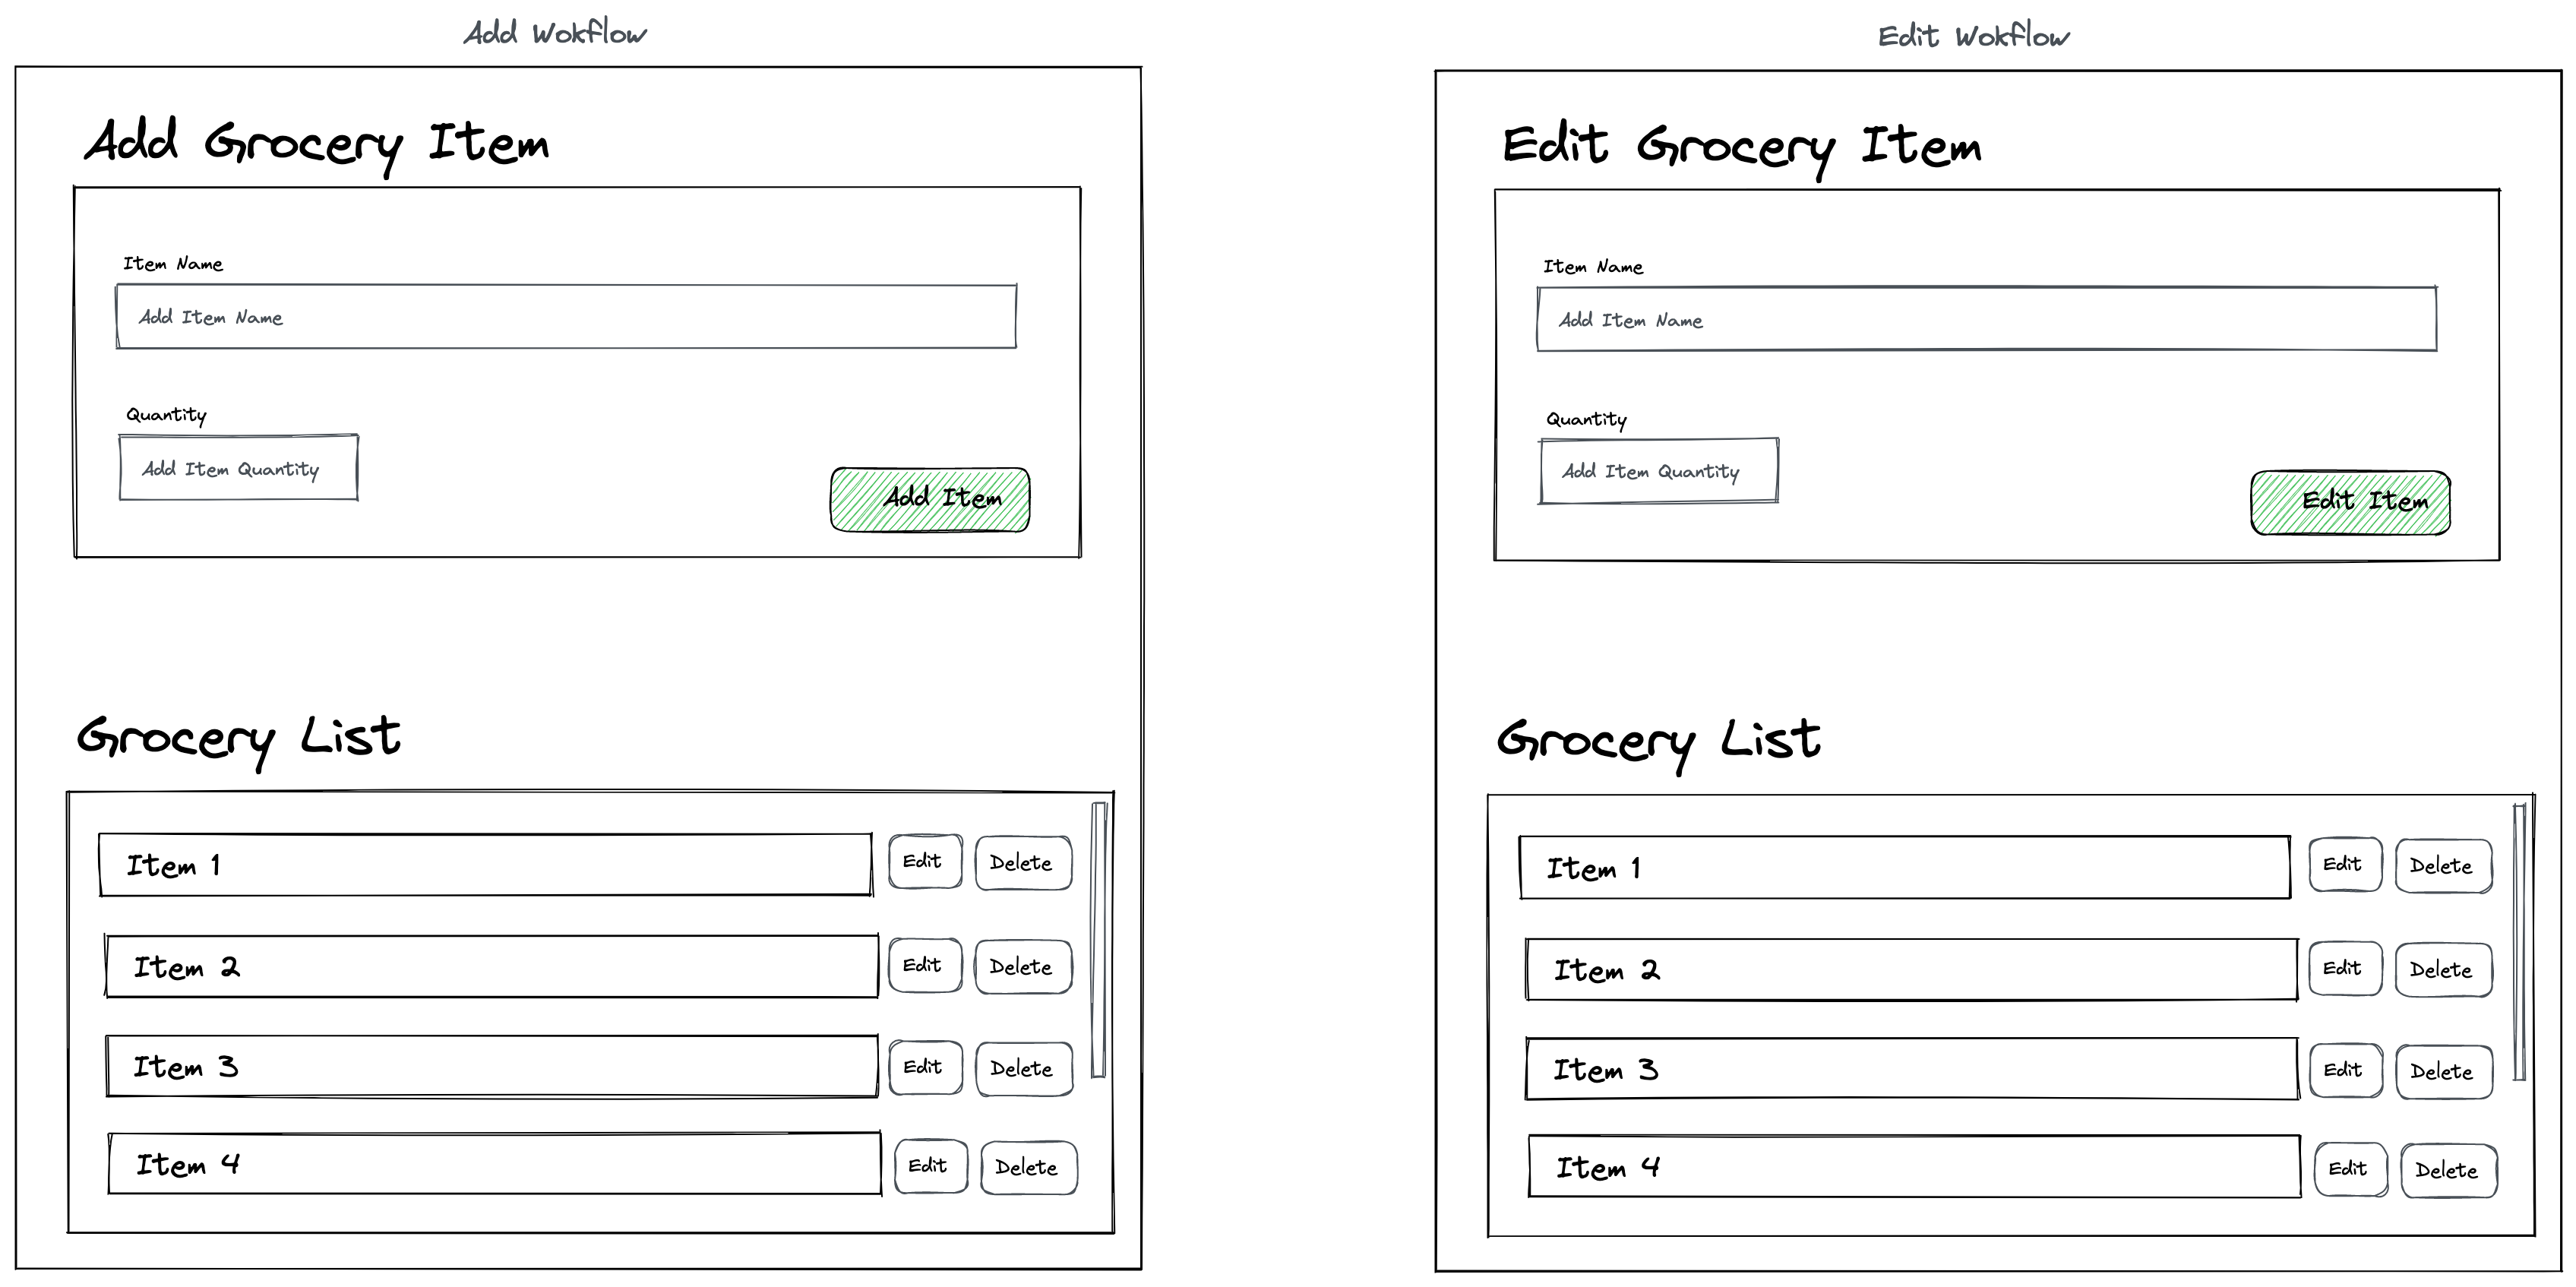 Add Wokflow
Add Grocery Item
Item Name
Add Item Name
Quantity
Add Item Quantity
Add Item
Grocery List
Item 1 Edit Delete
Item 2 Edit Delete
Item 3 Edit Delete
Item 4 Edit Delete
Edit Wokflow
Edit Grocery Item
Item Name
Add Item Name
Quantity
Add Item Quantity
Edit Item
Grocery List
Item 1 Edit Delete
Item 2 Edit Delete
Item 3 Edit Delete
Item 4 Edit Delete